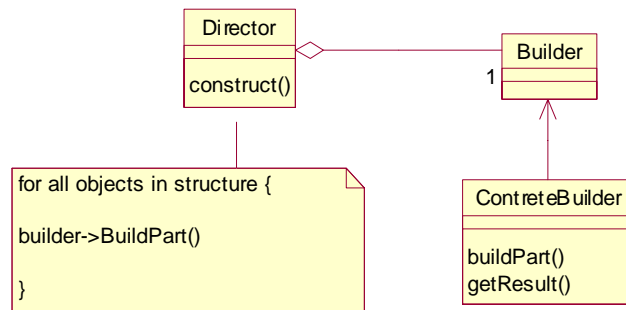 Director
construct()
Builder
1
for all objects in structure {
builder->BuildPart()
}
ContreteBuilder
buildPart()
getResult()